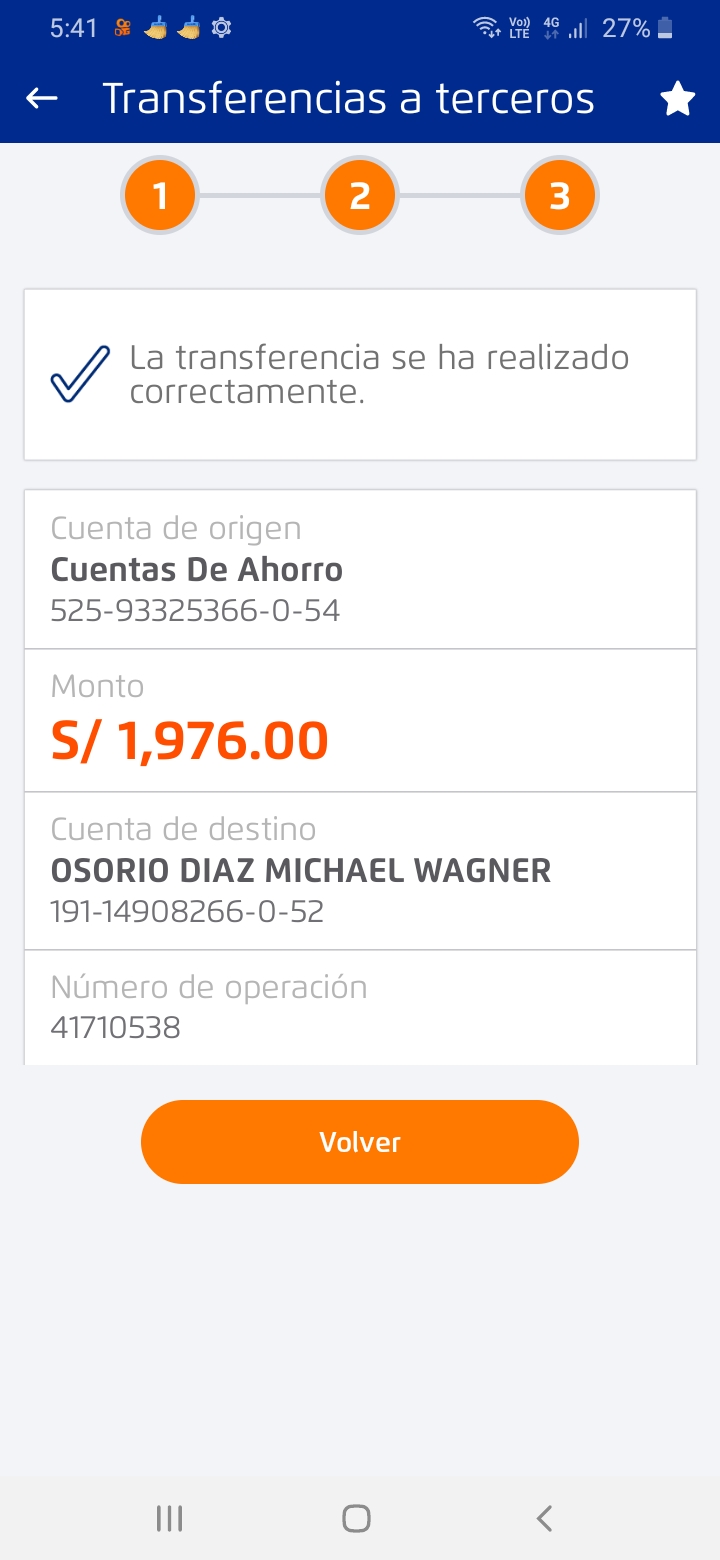 5:41
Vo))
LTE
4G
27%
Transferencias a terceros
1
2
3
La transferencia se ha realizado
correctamente.
Cuenta de origen
Cuentas De Ahorro
525-93325366-0-54
Monto
S/ 1,976.00
Cuenta de destino
OSORIO DIAZ MICHAEL WAGNER
191-14908266-0-52
Número de operación
41710538
Volver